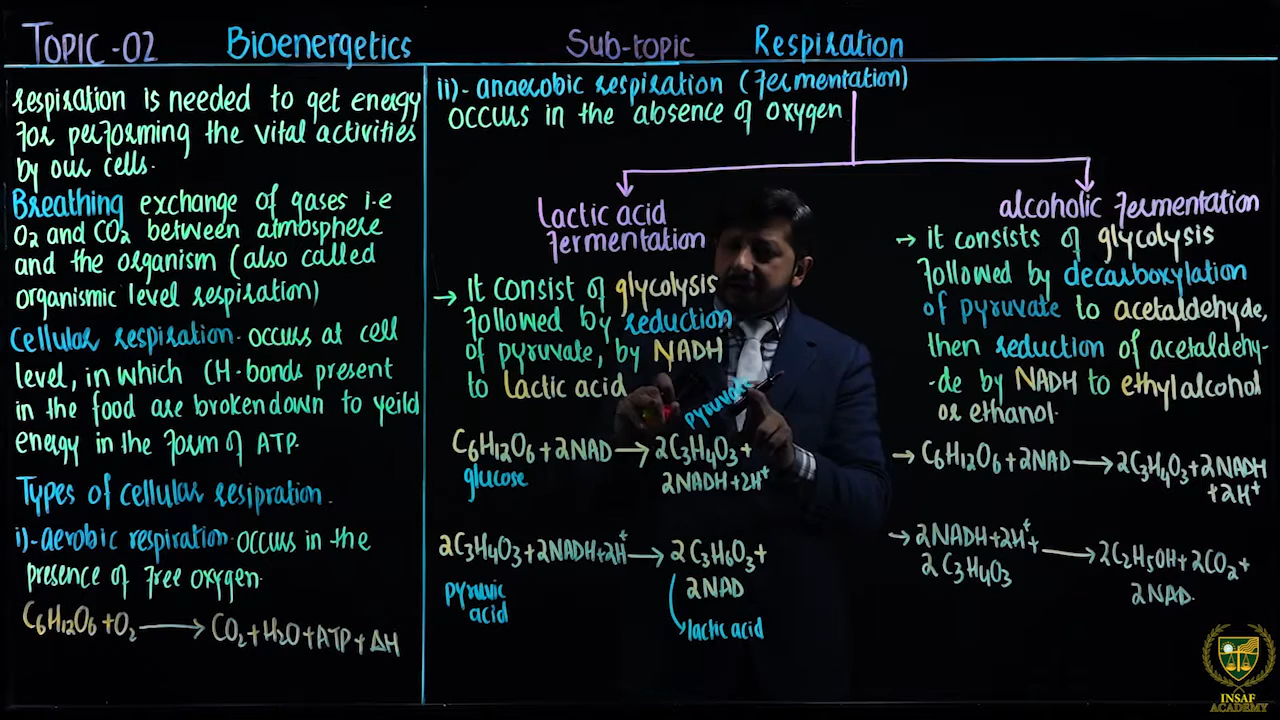 TOPIC-02 Bioenergetics Sub-topic Respiration
respiration is needed to get energy
for performing the vital activities
by our cells.
Breathing exchange of gases i.e
O2 and CO2 between atmosphere
and the organism (also called
organismic level respiration)
Cellular respiration. occurs at cell
level, in which CH-bonds present
in the food are brokendown to yeild
energy in the form of ATP.
Types of cellular resipration.
i)- aerobic respiration. occurs in the
presence of free oxygen.
C6H12O6 + O2 → CO2 + H2O + ATP + ΔH
ii)- anaerobic respiration (fermentation)
occurs in the absence of oxygen
Lactic acid
fermentation
→ It consist of glycolysis
followed by reduction
of pyruvate, by NADH
to lactic acid
pyruvate
C6H12O6 + 2NAD → 2C3H4O3 +
glucose 2NADH + 2H+
2C3H4O3 + 2NADH + 2H+ → 2C3H6O3 +
pyruvic 2NAD
acid
lactic acid
alcoholic fermentation
→ it consists of glycolysis
followed by decarboxylation
of pyruvate to acetaldehyde,
then reduction of acetaldehy-
-de by NADH to ethylalcohol
or ethanol.
→ C6H12O6 + 2NAD → 2C3H4O3 + 2NADH
+ 2H+
→ 2NADH + 2H+ + → 2C2H5OH + 2CO2 +
2C3H4O3 2NAD.
INSAF
ACADEMY